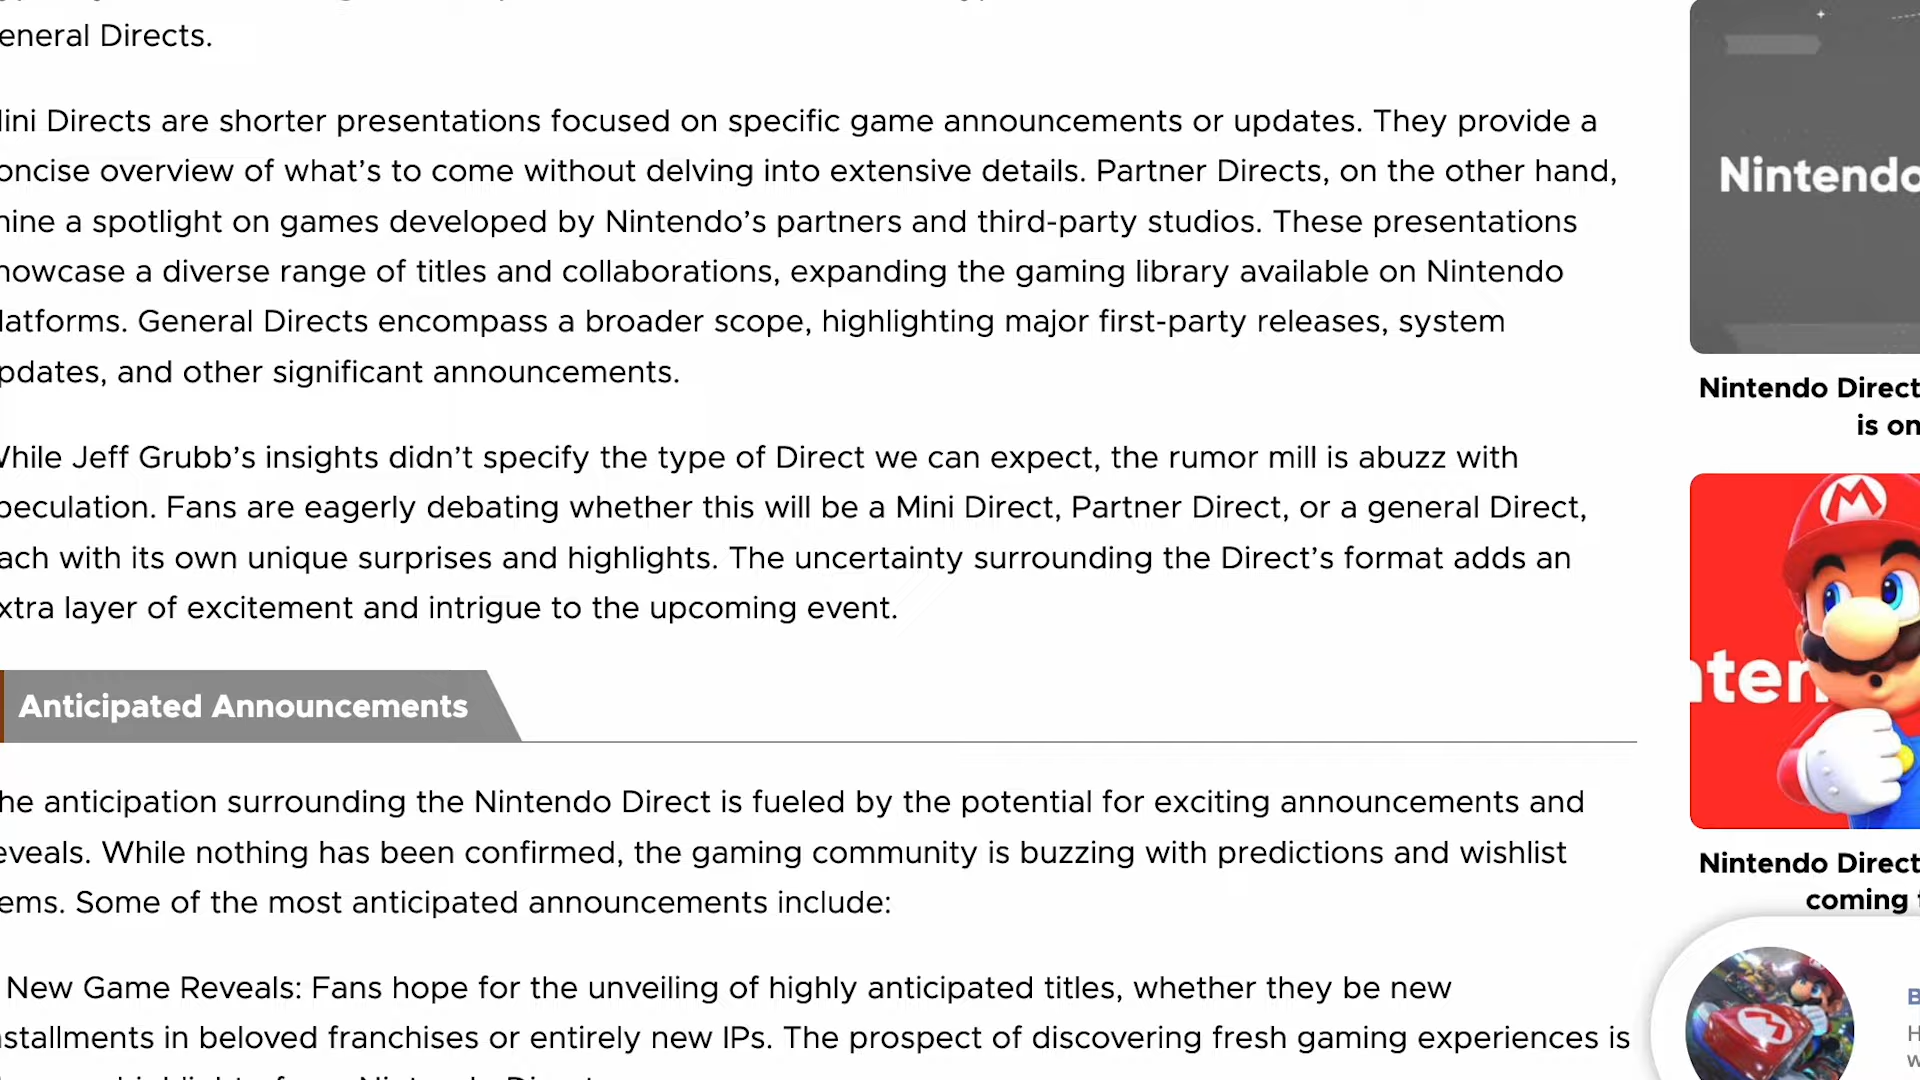 eneral Directs.
ini Directs are shorter presentations focused on specific game announcements or updates. They provide a
oncise overview of what’s to come without delving into extensive details. Partner Directs, on the other hand,
hine a spotlight on games developed by Nintendo’s partners and third-party studios. These presentations
howcase a diverse range of titles and collaborations, expanding the gaming library available on Nintendo
latforms. General Directs encompass a broader scope, highlighting major first-party releases, system
pdates, and other significant announcements.
While Jeff Grubb’s insights didn’t specify the type of Direct we can expect, the rumor mill is abuzz with
peculation. Fans are eagerly debating whether this will be a Mini Direct, Partner Direct, or a general Direct,
ach with its own unique surprises and highlights. The uncertainty surrounding the Direct’s format adds an
xtra layer of excitement and intrigue to the upcoming event.
Anticipated Announcements
he anticipation surrounding the Nintendo Direct is fueled by the potential for exciting announcements and
eveals. While nothing has been confirmed, the gaming community is buzzing with predictions and wishlist
ems. Some of the most anticipated announcements include:
New Game Reveals: Fans hope for the unveiling of highly anticipated titles, whether they be new
nstallments in beloved franchises or entirely new IPs. The prospect of discovering fresh gaming experiences is
Nintendo
Nintendo Direct
is on
M
nten
Nintendo Direct
coming
B
H
w